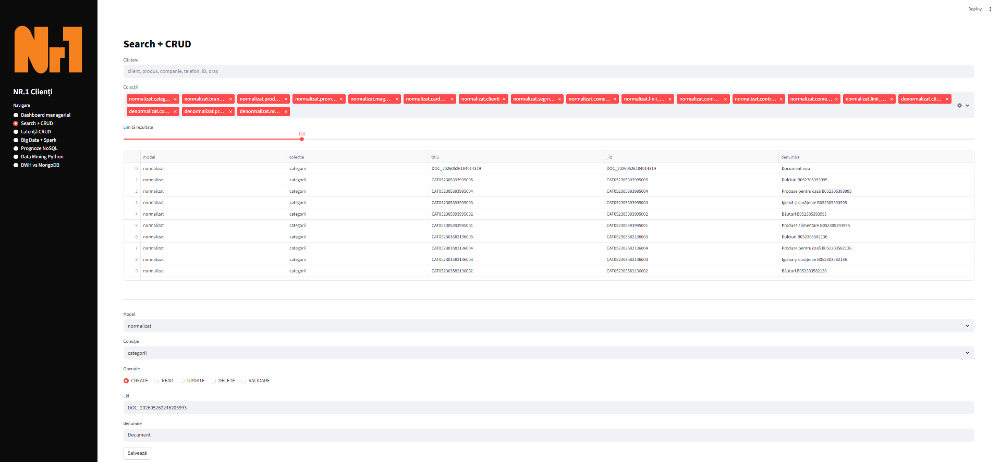 Deploy
Nr1
NR.1 Clienți
Navigare
Dashboard managerial
Search + CRUD
Latență CRUD
Big Data + Spark
Prognoze NoSQL
Data Mining Python
DWH vs MongoDB
Search + CRUD
Căutare
client, produs, companie, telefon, ID, oraș
Colecții
normalizat.categ... × normalizat.bran... × normalizat.prod... × normalizat.prom... × normalizat.mag... × normalizat.card... × normalizat.clienti × normalizat.segm... × normalizat.come... × normalizat.linii_... × normalizat.com... × normalizat.contr... × normalizat.come... × normalizat.linii_... × denormalizat.cli... ×
denormalizat.co... × denormalizat.pr... × denormalizat.nr... ×
Limită rezultate
120
model colectie titlu _id denumire
0 normalizat categorii DOC_20260526184014319 DOC_20260526184014319 Document nou
1 normalizat categorii CAT052305393995005 CAT052305393995005 Dulciuri B052305393995
2 normalizat categorii CAT052305393995004 CAT052305393995004 Produse pentru casă B052305393995
3 normalizat categorii CAT052305393995003 CAT052305393995003 Igienă și curățenie B052305393995
4 normalizat categorii CAT052305393995002 CAT052305393995002 Băuturi B052305393995
5 normalizat categorii CAT052305393995001 CAT052305393995001 Produse alimentare B052305393995
6 normalizat categorii CAT052303582136005 CAT052303582136005 Dulciuri B052303582136
7 normalizat categorii CAT052303582136004 CAT052303582136004 Produse pentru casă B052303582136
8 normalizat categorii CAT052303582136003 CAT052303582136003 Igienă și curățenie B052303582136
9 normalizat categorii CAT052303582136002 CAT052303582136002 Băuturi B052303582136
Model
normalizat
Colecție
categorii
Operație
CREATE READ UPDATE DELETE VALIDARE
_id
DOC_202605262246205993
denumire
Document
Salvează